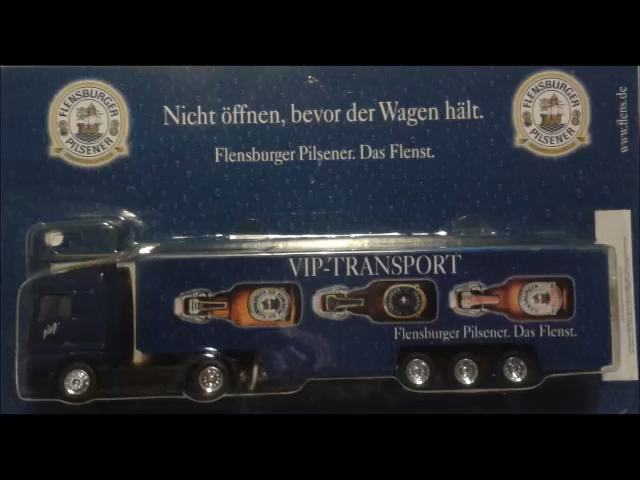 FLENSBURGER
PILSENER
Nicht öffnen, bevor der Wagen hält.
Flensburger Pilsener. Das Flenst.
FLENSBURGER
PILSENER
www.flens.de
VIP-TRANSPORT
Flensburger Pilsener. Das Flenst.